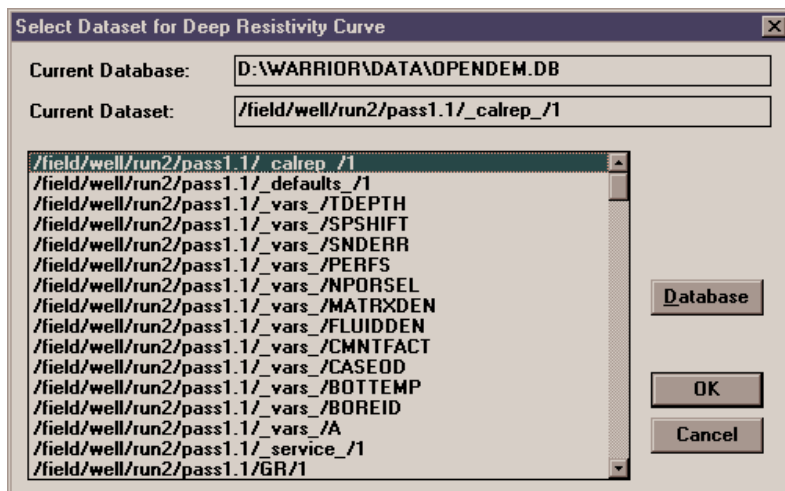 Select Dataset for Deep Resistivity Curve
Current Database: D:\WARRIOR\DATA\OPENDEM.DB
Current Dataset: /field/well/run2/pass1.1/_calrep_/1
/field/well/run2/pass1.1/_calrep_/1
/field/well/run2/pass1.1/_defaults_/1
/field/well/run2/pass1.1/_vars_/TDEPTH
/field/well/run2/pass1.1/_vars_/SPSHIFT
/field/well/run2/pass1.1/_vars_/SNDERR
/field/well/run2/pass1.1/_vars_/PERFS
/field/well/run2/pass1.1/_vars_/NPORSEL
/field/well/run2/pass1.1/_vars_/MATRXDEN
/field/well/run2/pass1.1/_vars_/FLUIDDEN
/field/well/run2/pass1.1/_vars_/CMNTFACT
/field/well/run2/pass1.1/_vars_/CASEOD
/field/well/run2/pass1.1/_vars_/BOTTEMP
/field/well/run2/pass1.1/_vars_/BOREID
/field/well/run2/pass1.1/_vars_/A
/field/well/run2/pass1.1/_service_/1
/field/well/run2/pass1.1/GR/1
Database
OK
Cancel